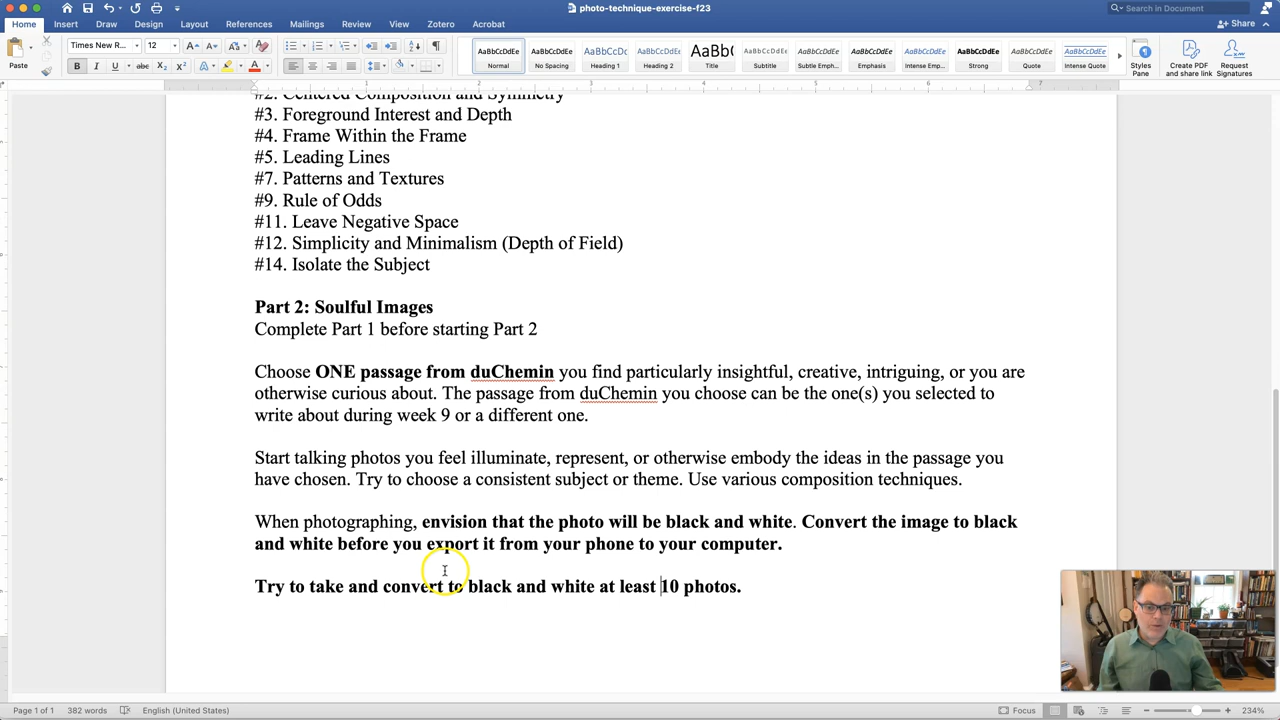 photo-technique-exercise-f23
Search in Document
Home Insert Draw Design Layout References Mailings Review View Zotero Acrobat
Share
Paste
Times New R... 12
AaBbCcDdEe AaBbCcDdEe AaBbCcDc AaBbCcDdE AaBb( AaBbCcDdEe AaBbCcDdEe AaBbCcDdEe AaBbCcDdEe AaBbCcDdEe AaBbCcDdEe AaBbCcDdEe
Normal No Spacing Heading 1 Heading 2 Title Subtitle Subtle Emph... Emphasis Intense Emp... Strong Quote Intense Quote
Styles Pane
Create PDF and share link
Request Signatures
1 2 3 4 5 6 7
#2. Centered Composition and Symmetry
#3. Foreground Interest and Depth
#4. Frame Within the Frame
#5. Leading Lines
#7. Patterns and Textures
#9. Rule of Odds
#11. Leave Negative Space
#12. Simplicity and Minimalism (Depth of Field)
#14. Isolate the Subject
Part 2: Soulful Images
Complete Part 1 before starting Part 2
Choose ONE passage from duChemin you find particularly insightful, creative, intriguing, or you are
otherwise curious about. The passage from duChemin you choose can be the one(s) you selected to
write about during week 9 or a different one.
Start talking photos you feel illuminate, represent, or otherwise embody the ideas in the passage you
have chosen. Try to choose a consistent subject or theme. Use various composition techniques.
When photographing, envision that the photo will be black and white. Convert the image to black
and white before you export it from your phone to your computer.
Try to take and convert to black and white at least 10 photos.
Page 1 of 1 382 words English (United States) Focus 234%